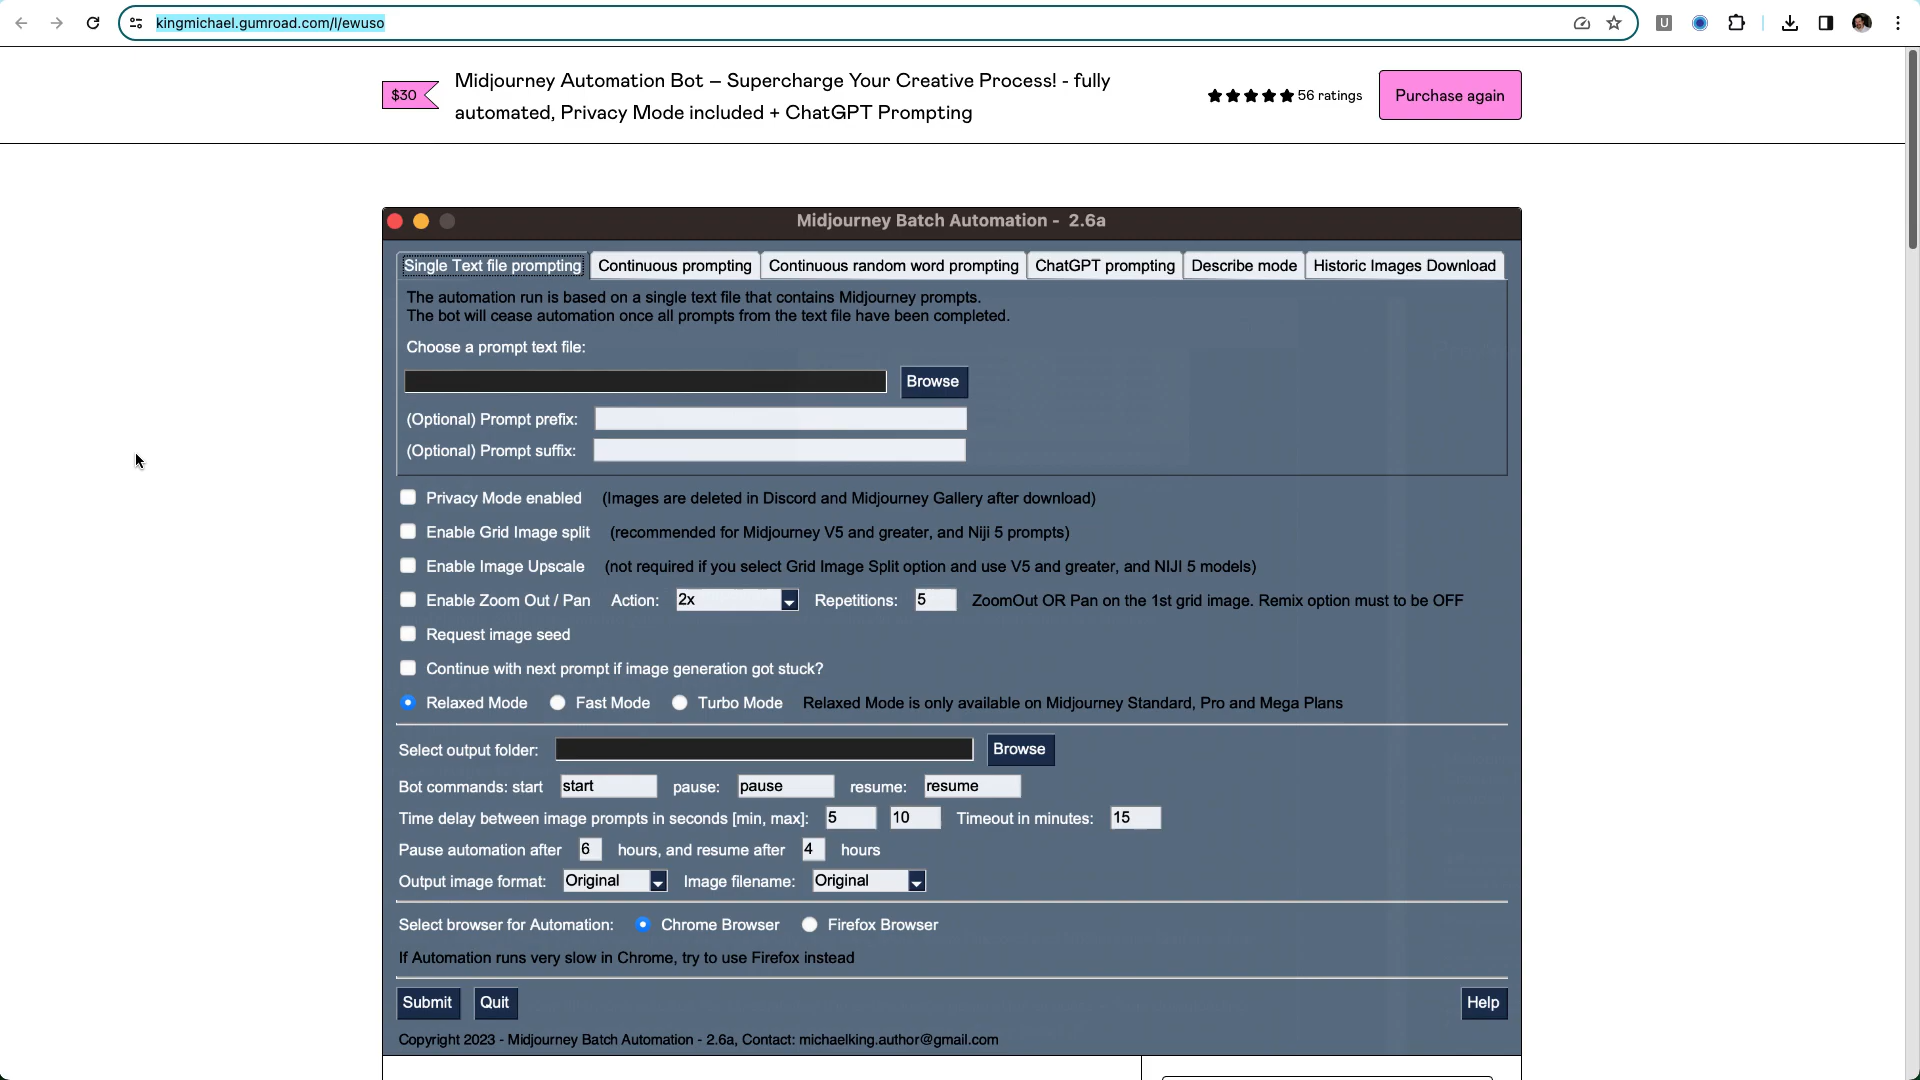 kingmichael.gumroad.com/l/ewuso
U
$30
Midjourney Automation Bot – Supercharge Your Creative Process! - fully
automated, Privacy Mode included + ChatGPT Prompting
56 ratings
Purchase again
Midjourney Batch Automation - 2.6a
Single Text file prompting
Continuous prompting
Continuous random word prompting
ChatGPT prompting
Describe mode
Historic Images Download
The automation run is based on a single text file that contains Midjourney prompts.
The bot will cease automation once all prompts from the text file have been completed.
Choose a prompt text file:
Browse
(Optional) Prompt prefix:
(Optional) Prompt suffix:
Privacy Mode enabled (Images are deleted in Discord and Midjourney Gallery after download)
Enable Grid Image split (recommended for Midjourney V5 and greater, and Niji 5 prompts)
Enable Image Upscale (not required if you select Grid Image Split option and use V5 and greater, and NIJI 5 models)
Enable Zoom Out / Pan Action: 2x Repetitions: 5 ZoomOut OR Pan on the 1st grid image. Remix option must to be OFF
Request image seed
Continue with next prompt if image generation got stuck?
Relaxed Mode Fast Mode Turbo Mode Relaxed Mode is only available on Midjourney Standard, Pro and Mega Plans
Select output folder: Browse
Bot commands: start start pause: pause resume: resume
Time delay between image prompts in seconds [min, max]: 5 10 Timeout in minutes: 15
Pause automation after 6 hours, and resume after 4 hours
Output image format: Original Image filename: Original
Select browser for Automation: Chrome Browser Firefox Browser
If Automation runs very slow in Chrome, try to use Firefox instead
Submit Quit Help
Copyright 2023 - Midjourney Batch Automation - 2.6a, Contact: michaelking.author@gmail.com